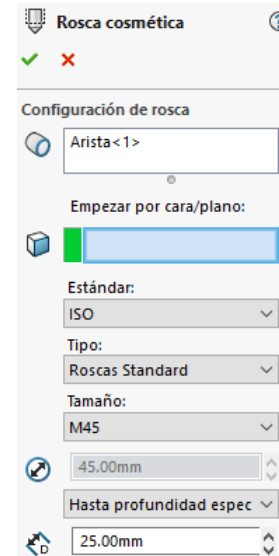 Rosca cosmética
Configuración de rosca
Arista<1>
Empezar por cara/plano:
Estándar:
ISO
Tipo:
Roscas Standard
Tamaño:
M45
45.00mm
Hasta profundidad espec
25.00mm